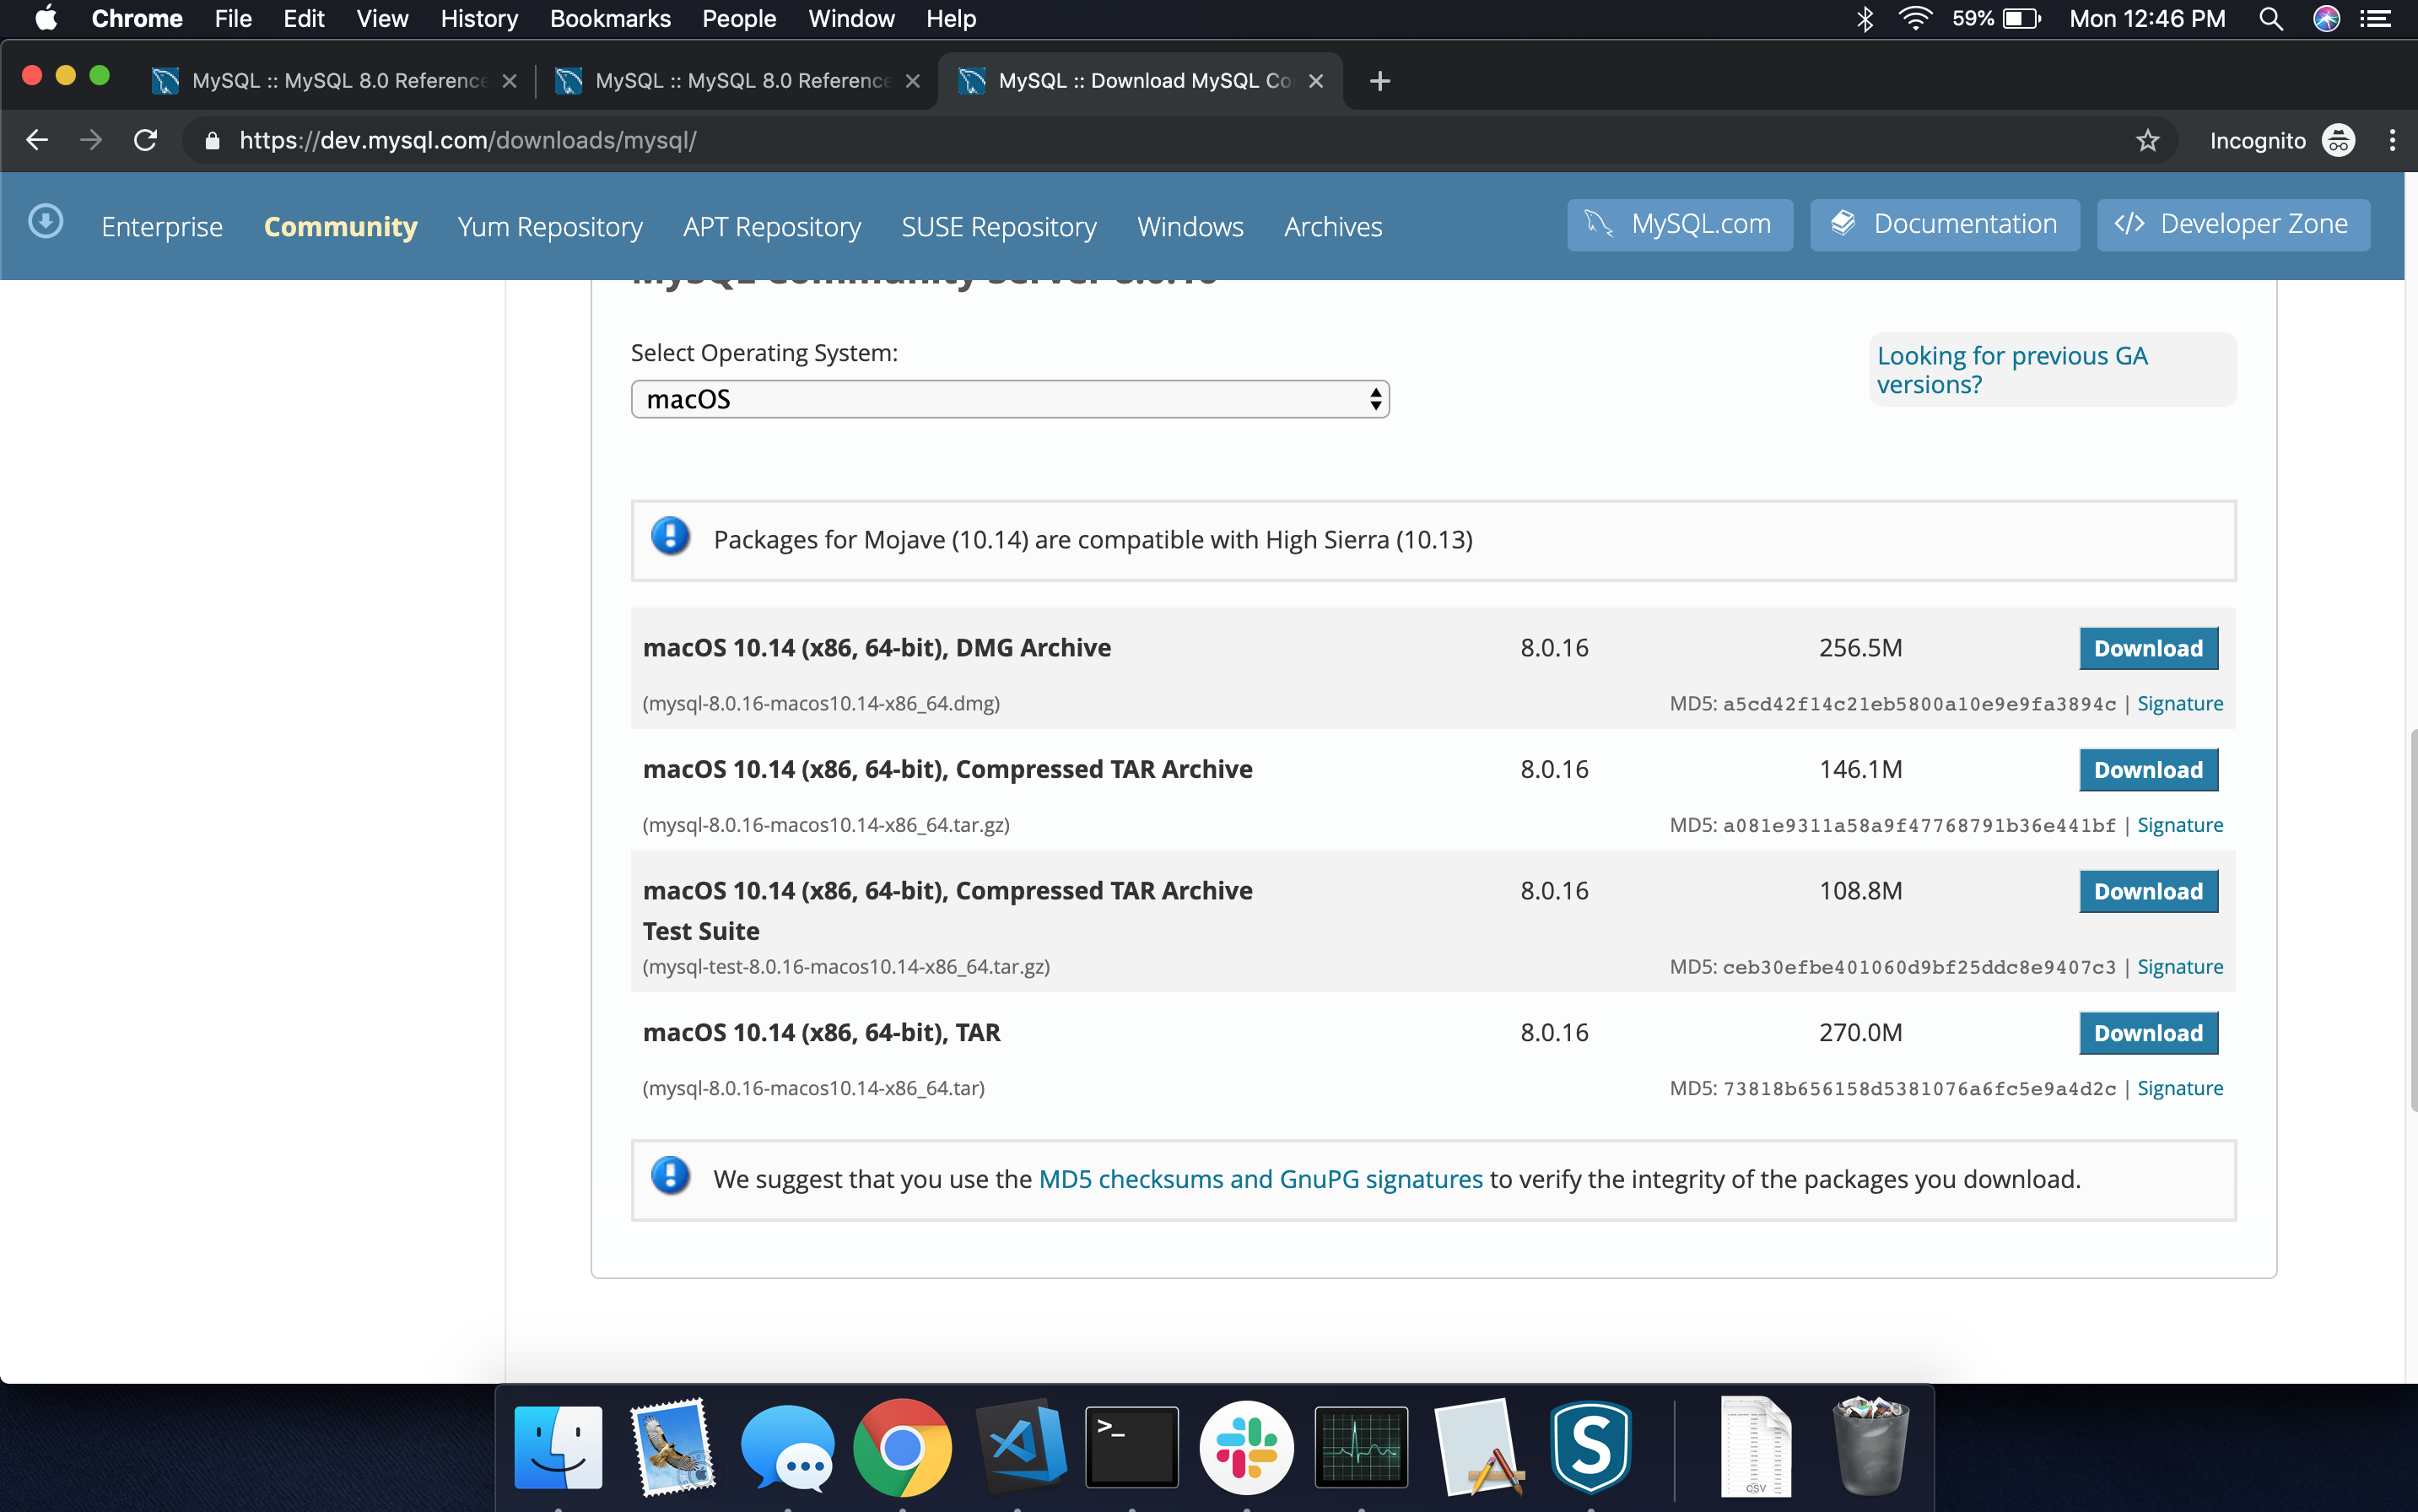 Chrome File Edit View History Bookmarks People Window Help 59% Mon 12:46 PM
MySQL :: MySQL 8.0 Reference MySQL :: MySQL 8.0 Reference MySQL :: Download MySQL Co
https://dev.mysql.com/downloads/mysql/ Incognito
Enterprise Community Yum Repository APT Repository SUSE Repository Windows Archives MySQL.com Documentation </> Developer Zone
MySQL Community Server 8.0.16
Select Operating System:
macOS
Looking for previous GA
versions?
Packages for Mojave (10.14) are compatible with High Sierra (10.13)
macOS 10.14 (x86, 64-bit), DMG Archive 8.0.16 256.5M Download
(mysql-8.0.16-macos10.14-x86_64.dmg) MD5: a5cd42f14c21eb5800a10e9e9fa3894c | Signature
macOS 10.14 (x86, 64-bit), Compressed TAR Archive 8.0.16 146.1M Download
(mysql-8.0.16-macos10.14-x86_64.tar.gz) MD5: a081e9311a58a9f47768791b36e441bf | Signature
macOS 10.14 (x86, 64-bit), Compressed TAR Archive 8.0.16 108.8M Download
Test Suite
(mysql-test-8.0.16-macos10.14-x86_64.tar.gz) MD5: ceb30efbe401060d9bf25ddc8e9407c3 | Signature
macOS 10.14 (x86, 64-bit), TAR 8.0.16 270.0M Download
(mysql-8.0.16-macos10.14-x86_64.tar) MD5: 73818b656158d5381076a6fc5e9a4d2c | Signature
We suggest that you use the MD5 checksums and GnuPG signatures to verify the integrity of the packages you download.
>_
S
CSV